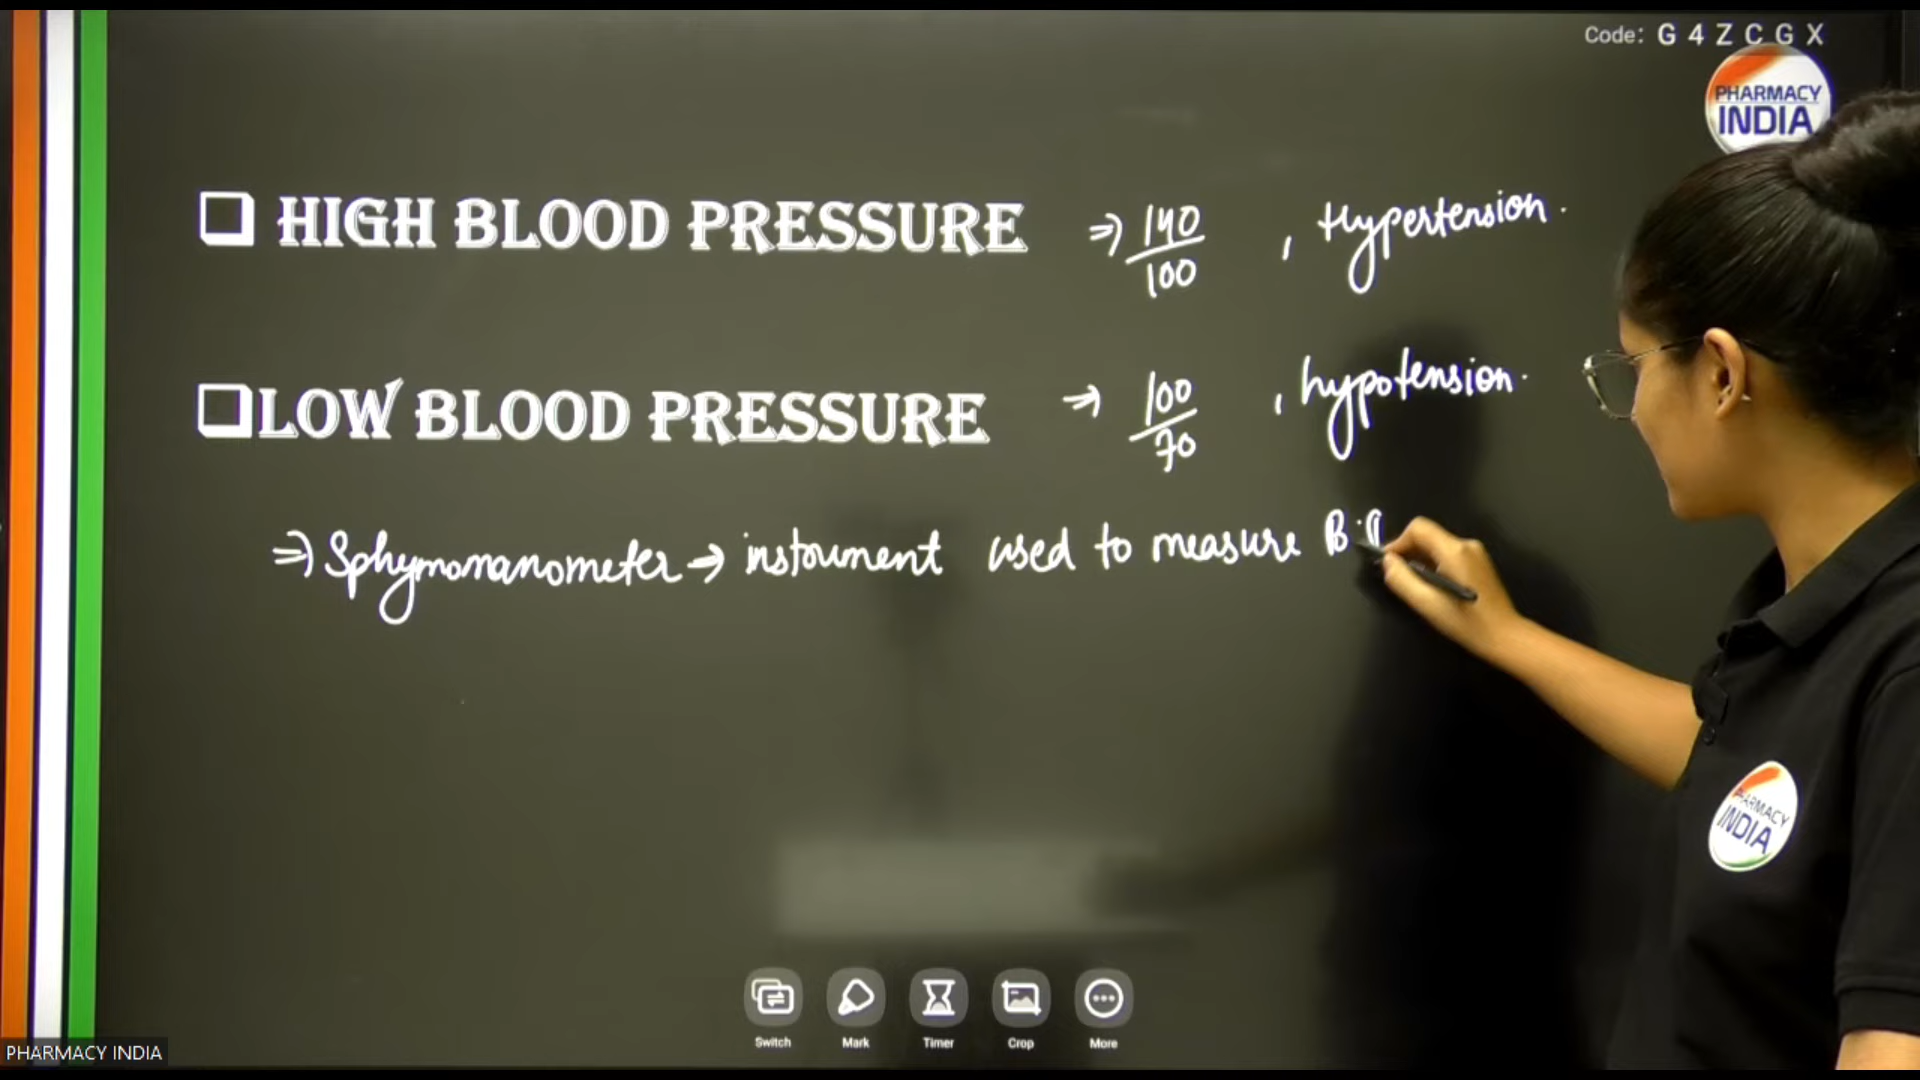 Code: G 4 Z C G X
PHARMACY
INDIA
HIGH BLOOD PRESSURE ⇒ 140/100 , Hypertension.
LOW BLOOD PRESSURE → 100/70 , hypotension.
⇒ Sphymomanometer → instrument used to measure B.P
PHARMACY
INDIA
Switch Mark Timer Crop More
PHARMACY INDIA